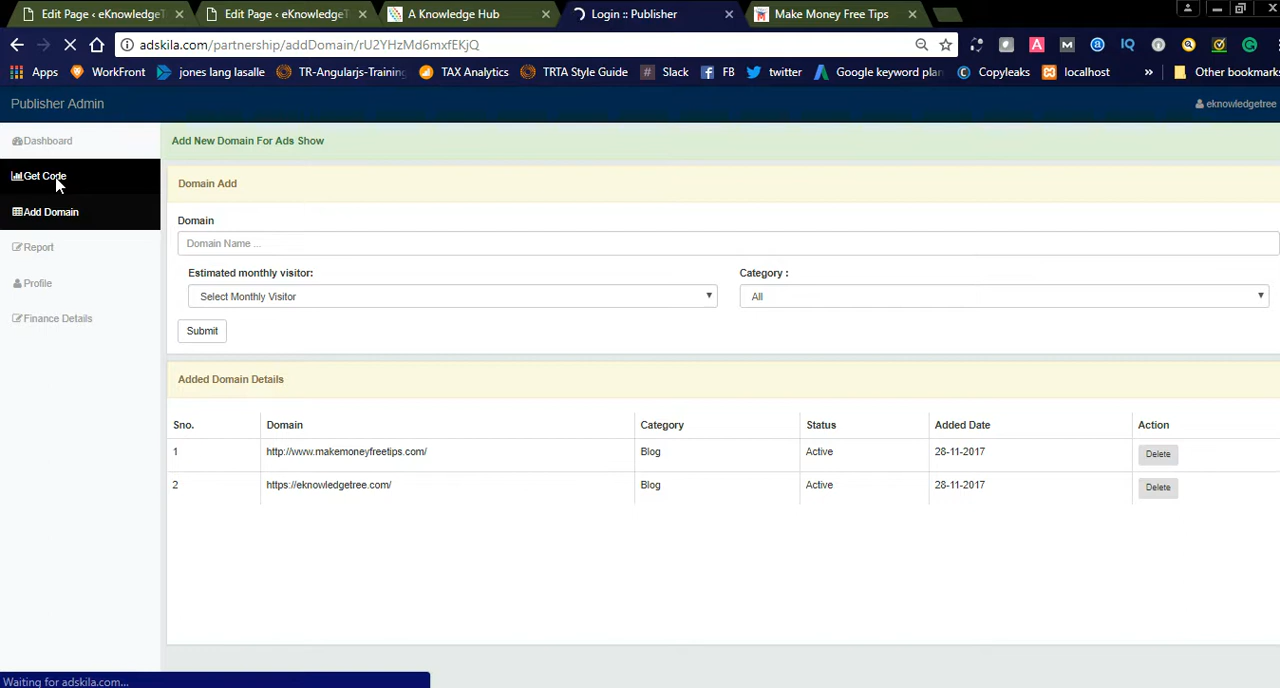 Edit Page ‹ eKnowledgeT
Edit Page ‹ eKnowledgeT
A Knowledge Hub
Login :: Publisher
Make Money Free Tips
adskila.com/partnership/addDomain/rU2YHzMd6mxfEKjQ
Apps WorkFront jones lang lasalle TR-Angularjs-Training TAX Analytics TRTA Style Guide Slack FB twitter Google keyword plan Copyleaks localhost » Other bookmarks
Publisher Admin
eknowledgetree
Dashboard
Get Code
Add Domain
Report
Profile
Finance Details
Add New Domain For Ads Show
Domain Add
Domain
Domain Name ...
Estimated monthly visitor: Category :
Select Monthly Visitor All
Submit
Added Domain Details
Sno. Domain Category Status Added Date Action
1 http://www.makemoneyfreetips.com/ Blog Active 28-11-2017 Delete
2 https://eknowledgetree.com/ Blog Active 28-11-2017 Delete
Waiting for adskila.com...